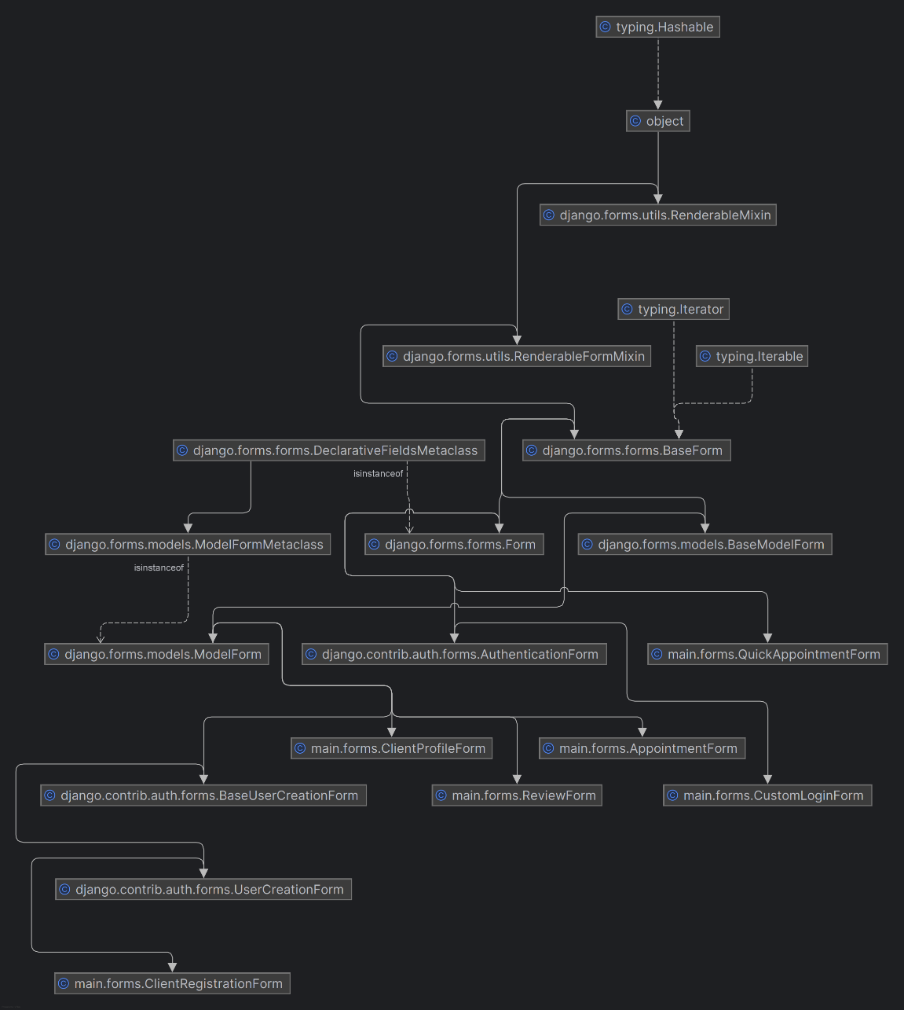 typing.Hashable
object
django.forms.utils.RenderableMixin
typing.Iterator
django.forms.utils.RenderableFormMixin
typing.Iterable
django.forms.forms.DeclarativeFieldsMetaclass
django.forms.forms.BaseForm
isinstanceof
django.forms.models.ModelFormMetaclass
django.forms.forms.Form
django.forms.models.BaseModelForm
isinstanceof
django.forms.models.ModelForm
django.contrib.auth.forms.AuthenticationForm
main.forms.QuickAppointmentForm
main.forms.ClientProfileForm
main.forms.AppointmentForm
django.contrib.auth.forms.BaseUserCreationForm
main.forms.ReviewForm
main.forms.CustomLoginForm
django.contrib.auth.forms.UserCreationForm
main.forms.ClientRegistrationForm